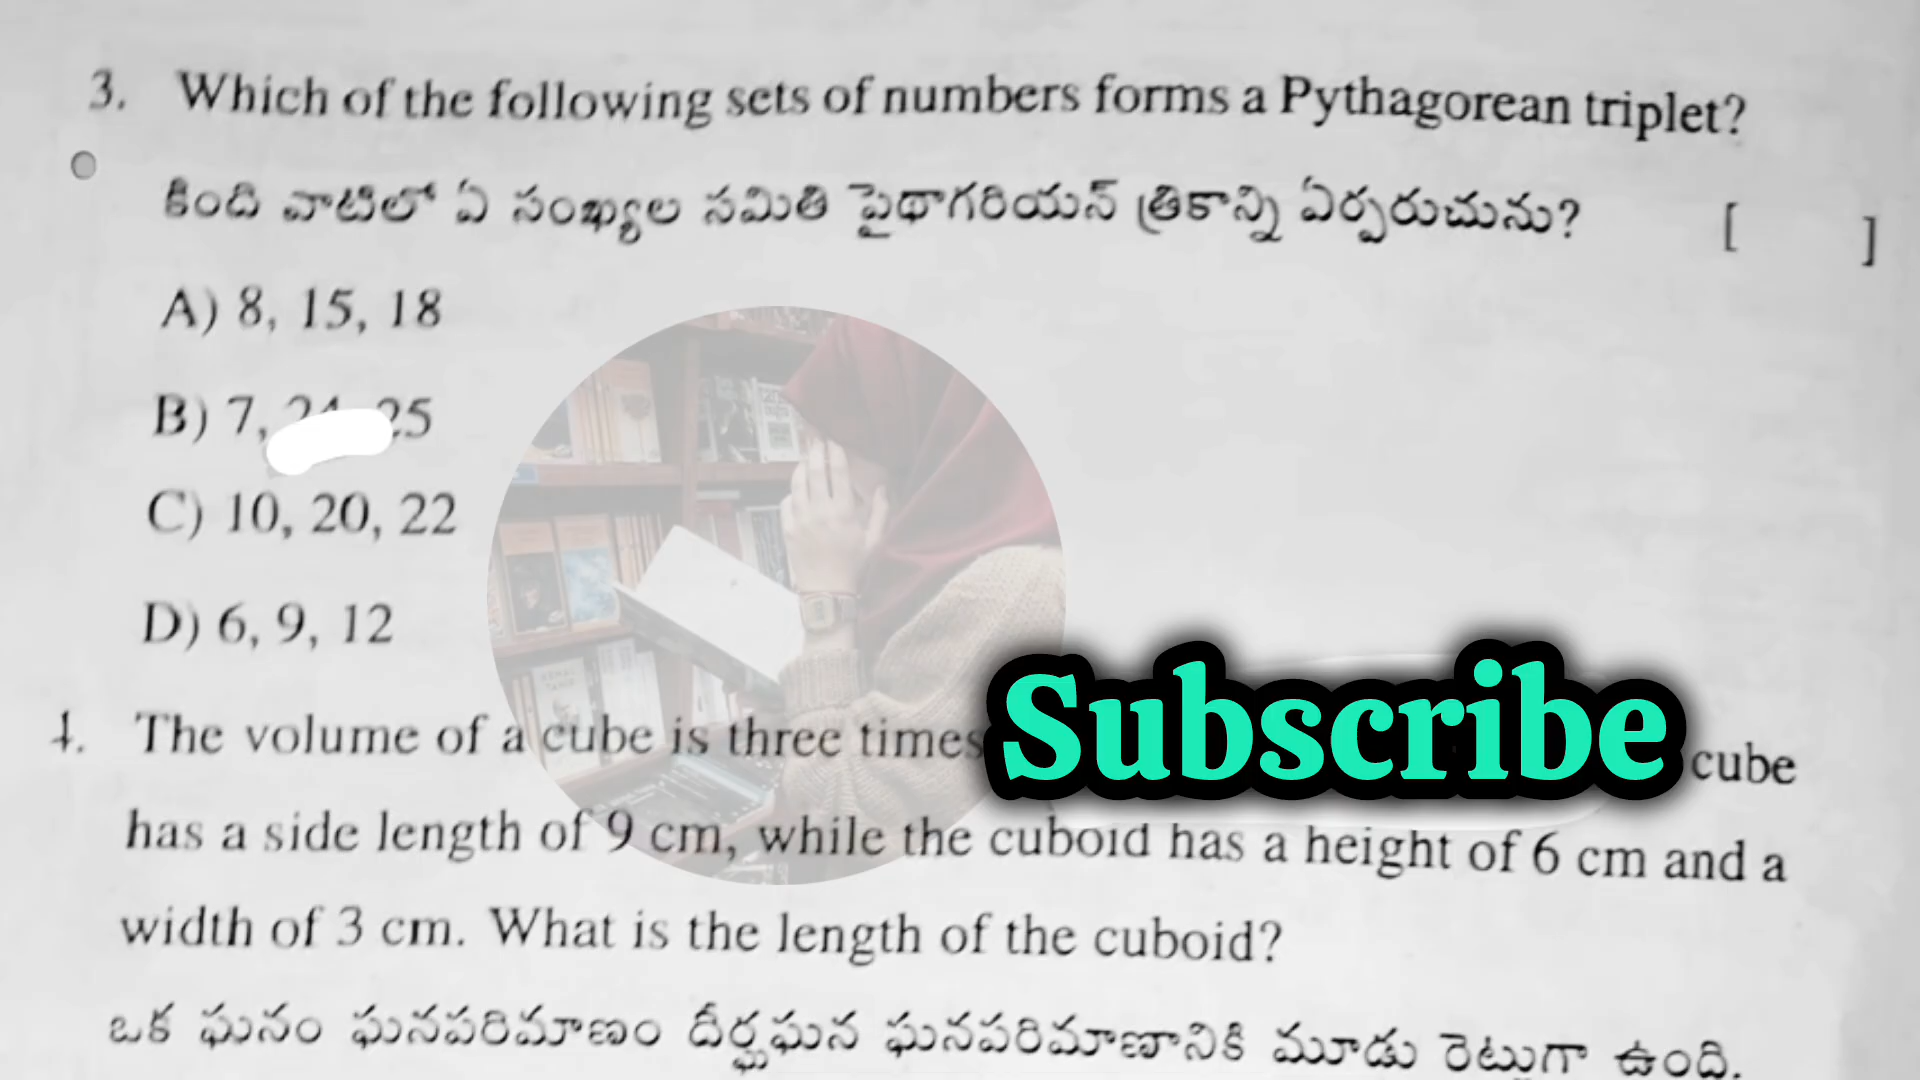 3. Which of the following sets of numbers forms a Pythagorean triplet?
కింది వాటిలో ఏ సంఖ్యల సమితి పైథాగరియన్ త్రికాన్ని ఏర్పరుచును? [ ]
A) 8, 15, 18
B) 7, 24, 25
C) 10, 20, 22
D) 6, 9, 12
4. The volume of a cube is three times cube
Subscribe
has a side length of 9 cm, while the cuboid has a height of 6 cm and a
width of 3 cm. What is the length of the cuboid?
ఒక ఘనం ఘనపరిమాణం దీర్ఘఘన ఘనపరిమాణానికి మూడు రెట్లుగా ఉంది.